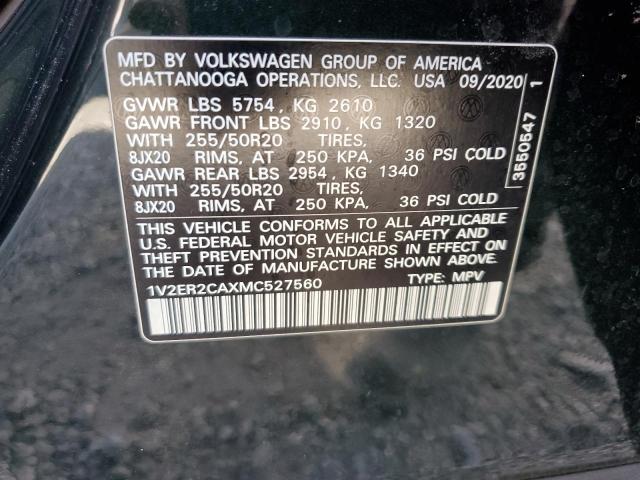 MFD BY VOLKSWAGEN GROUP OF AMERICA
CHATTANOOGA OPERATIONS, LLC. USA 09/2020
GVWR LBS 5754, KG 2610
GAWR FRONT LBS 2910, KG 1320
WITH 255/50R20 TIRES,
8JX20 RIMS, AT 250 KPA, 36 PSI COLD
GAWR REAR LBS 2954, KG 1340
WITH 255/50R20 TIRES,
8JX20 RIMS, AT 250 KPA, 36 PSI COLD
THIS VEHICLE CONFORMS TO ALL APPLICABLE
U.S. FEDERAL MOTOR VEHICLE SAFETY AND
THEFT PROTECTION STANDARDS IN EFFECT ON
THE DATE OF MANUFACTURE SHOWN ABOVE.
1V2ER2CAXMC527560 TYPE: MPV
3550547 1